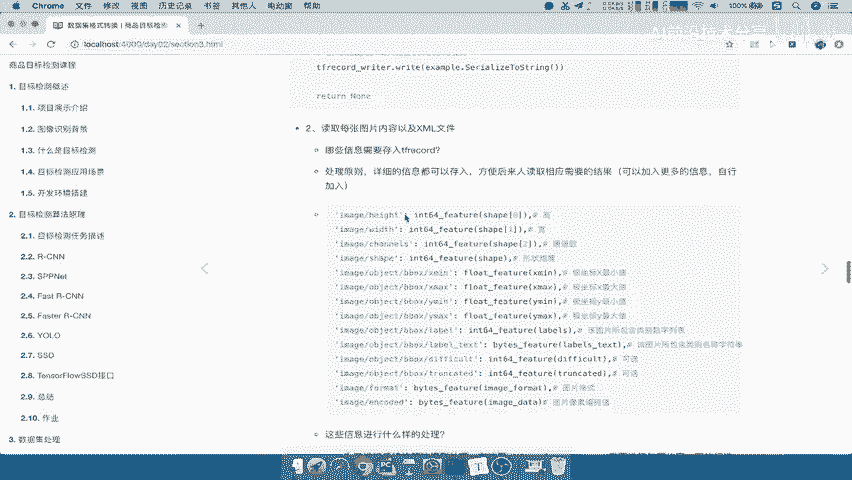 Chrome 文件 修改 视图 历史记录 书签 其他人 电动窗 帮助
100%
数据集格式转换 | 商品目标检测
localhost:4000/day02/section3.html
商品目标检测课程
1. 目标检测概述
1.1. 项目演示介绍
1.2. 图像识别背景
1.3. 什么是目标检测
1.4. 目标检测应用场景
1.5. 开发环境搭建
2. 目标检测算法原理
2.1. 目标检测任务描述
2.2. R-CNN
2.3. SPPNet
2.4. Fast R-CNN
2.5. Faster R-CNN
2.6. YOLO
2.7. SSD
2.8. TensorFlowSSD接口
2.9. 总结
2.10. 作业
3. 数据集处理
tfrecord_writer.write(example.SerializeToString())
return None
2、读取每张图片内容以及XML文件
哪些信息需要存入tfrecord?
处理原则，详细的信息都可以存入，方便后来人读取相应需要的结果（可以加入更多的信息，自行
加入）
'image/height': int64_feature(shape[0]),# 高
'image/width': int64_feature(shape[1]),# 宽
'image/channels': int64_feature(shape[2]),# 通道数
'image/shape': int64_feature(shape),# 形状
'image/object/bbox/xmin': float_feature(xmin),# 坐标x最小值
'image/object/bbox/xmax': float_feature(xmax),# 坐标x最大值
'image/object/bbox/ymin': float_feature(ymin),# 坐标y最小值
'image/object/bbox/ymax': float_feature(ymax),# 坐标y最大值
'image/object/bbox/label': int64_feature(labels),# 该图片所包含类别数字列表
'image/object/bbox/label_text': bytes_feature(labels_text),# 该图片所包含类别名称字符串
'image/object/bbox/difficult': int64_feature(difficult),# 可选
'image/object/bbox/truncated': int64_feature(truncated),# 可选
'image/format': bytes_feature(image_format),# 图片格式
'image/encoded': bytes_feature(image_data)# 图片像素编码值
这些信息进行什么样的处理?